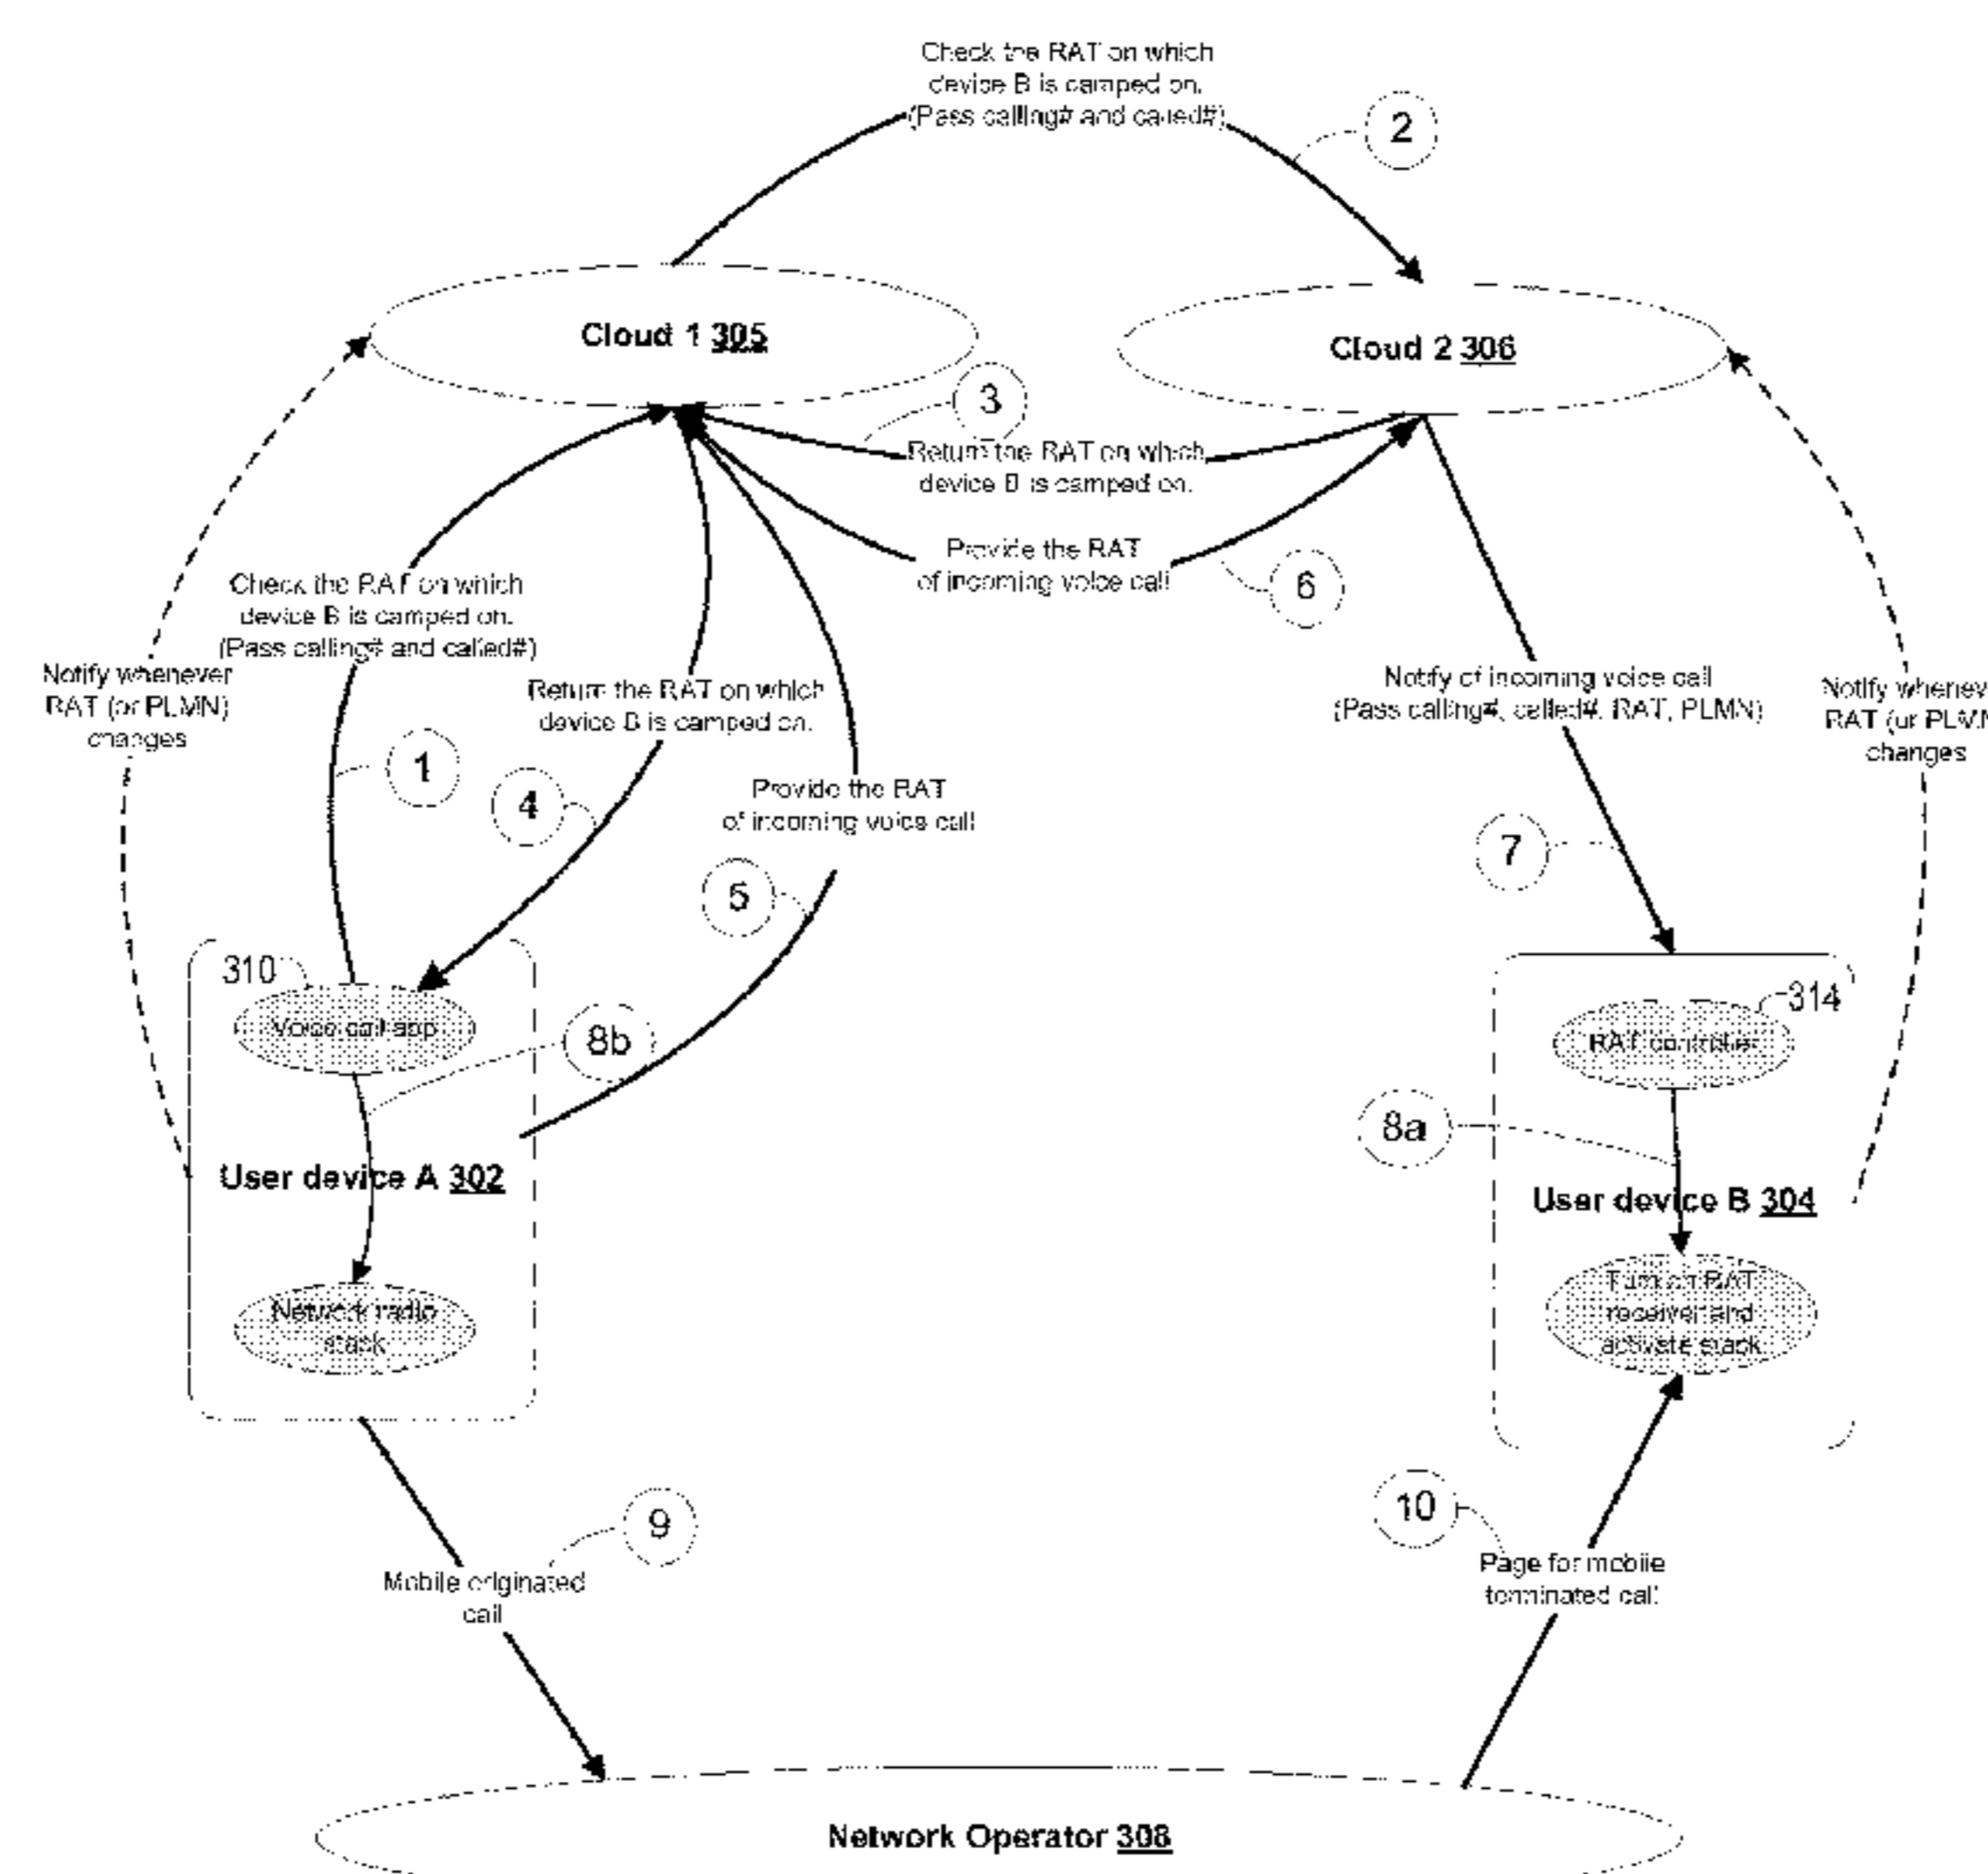 Check the RAT on which
device B is camped on.
(Pass calling# and called#)
2
Cloud 1 305
Cloud 2 306
3
Return the RAT on which
device B is camped on.
Provide the RAT
of incoming voice call
6
Check the RAT on which
device B is camped on.
(Pass calling# and called#)
Notify whenever
RAT (or PLMN)
changes
Return the RAT on which
device B is camped on.
Notify of incoming voice call
(Pass calling#, called#, RAT, PLMN)
Notify whenev
RAT (or PLMN
changes
1
4
Provide the RAT
of incoming voice call
5
7
310
Voice call app
8b
314
RAT controller
8a
User device A 302
User device B 304
Network radio
stack
Turn on RAT
receiver and
activate stack
9
Mobile originated
call
10
Page for mobile
terminated call
Network Operator 308